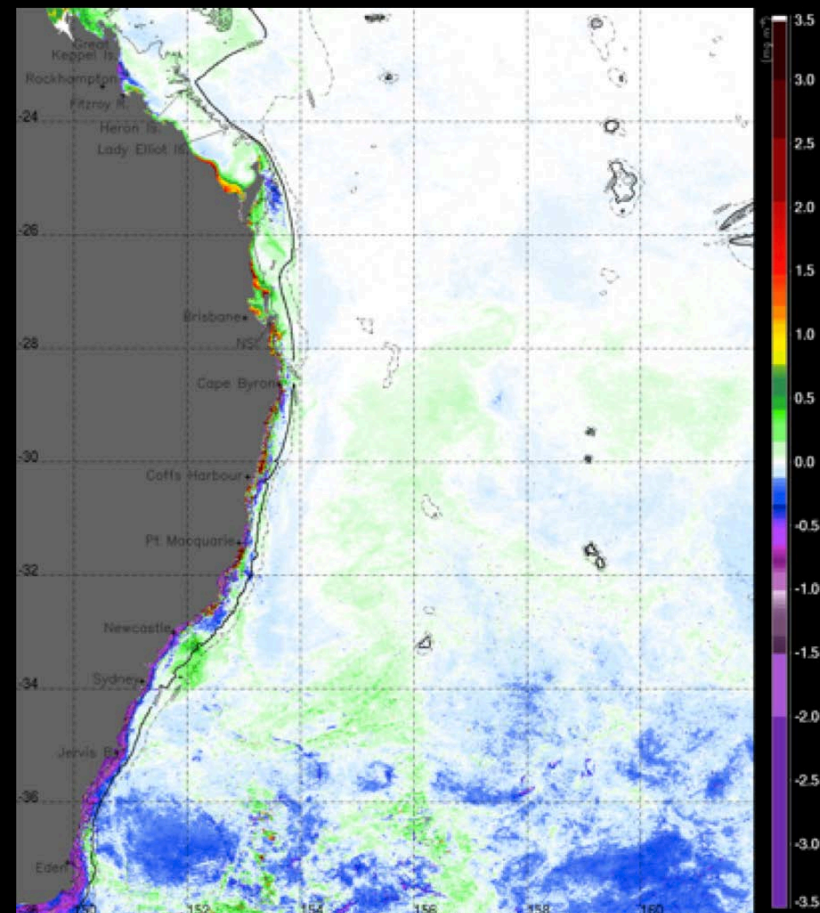 Great
Keppel Is.
Rockhampton
Fitzroy R.
-24
Heron Is.
Lady Elliot Is.
-26
Brisbane
NSI
-28
Cape Byron
-30
Coffs Harbour
Pt Macquarie
-32
Newcastle
Sydney
-34
Jervis B
-36
Eden
150 152 154 156 158 160
3.5
(mg m⁻³)
3.0
2.5
2.0
1.5
1.0
0.5
0.0
-0.5
-1.0
-1.5
-2.0
-2.5
-3.0
-3.5